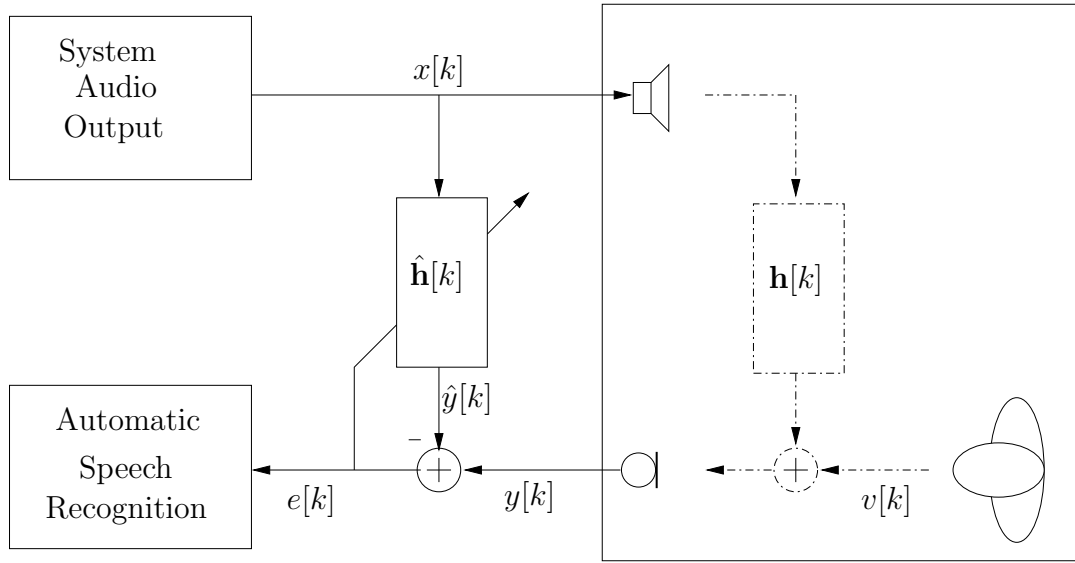 System
Audio
Output
x[k]
ĥ[k]
h[k]
ŷ[k]
−
Automatic
Speech
Recognition
e[k]
y[k]
v[k]